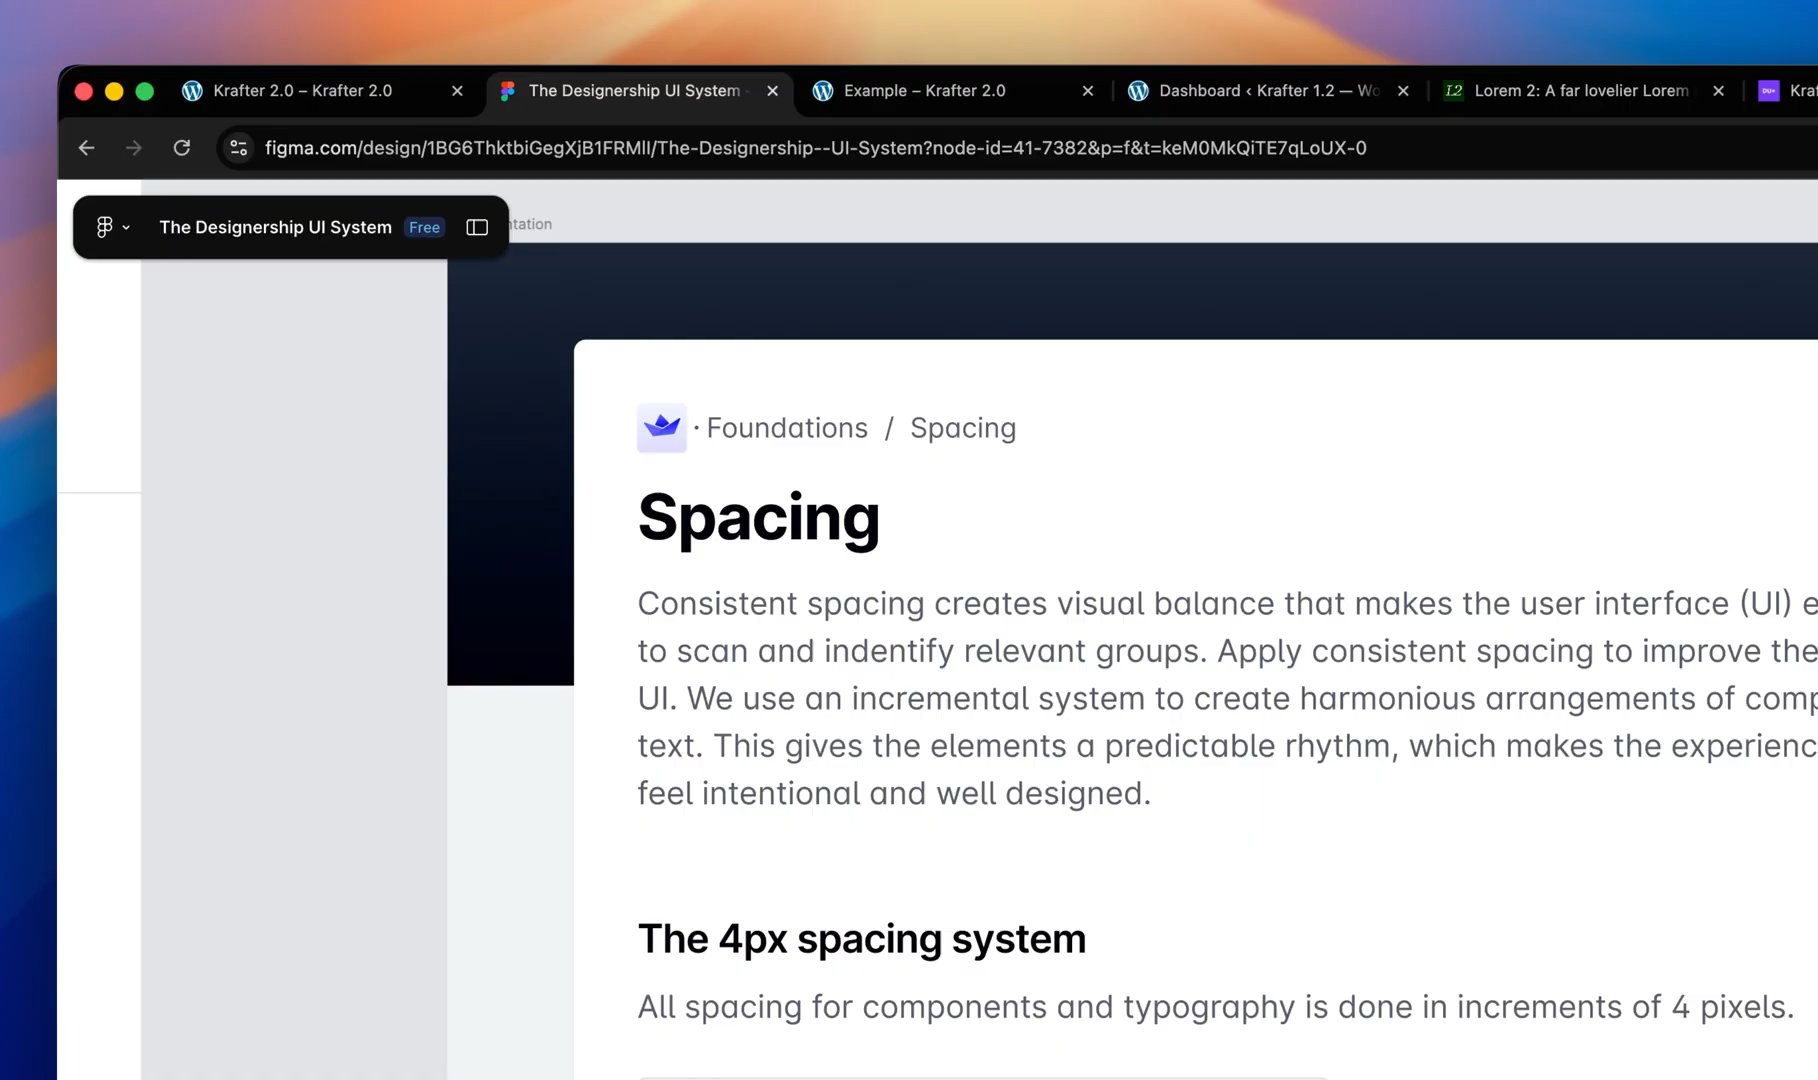 Krafter 2.0 – Krafter 2.0
The Designership UI System
Example – Krafter 2.0
Dashboard ‹ Krafter 1.2 — Wo
L2
Lorem 2: A far lovelier Lorem
DU+
Kra
figma.com/design/1BG6ThktbiGegXjB1FRMlI/The-Designership--UI-System?node-id=41-7382&p=f&t=keM0MkQiTE7qLoUX-0
The Designership UI System
Free
ntation
· Foundations / Spacing
Spacing
Consistent spacing creates visual balance that makes the user interface (UI) e
to scan and indentify relevant groups. Apply consistent spacing to improve the
UI. We use an incremental system to create harmonious arrangements of comp
text. This gives the elements a predictable rhythm, which makes the experienc
feel intentional and well designed.
The 4px spacing system
All spacing for components and typography is done in increments of 4 pixels.